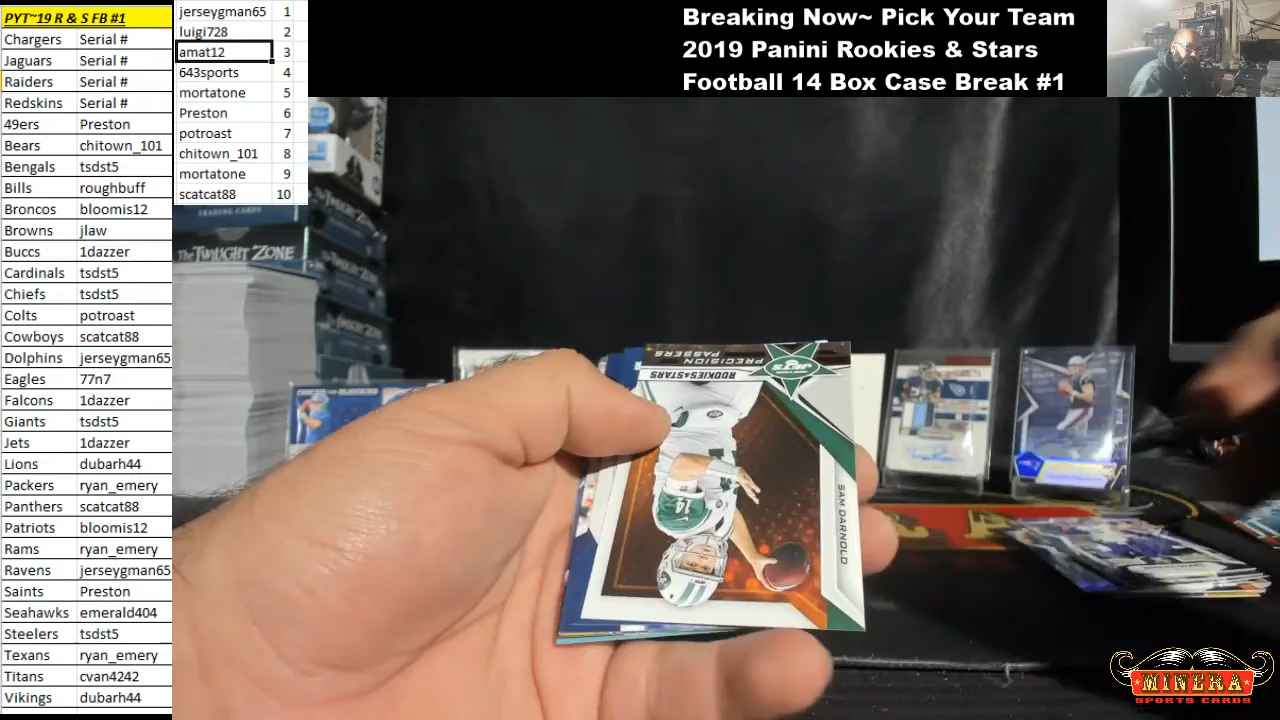 PYT~19 R & S FB #1
Chargers Serial #
Jaguars Serial #
Raiders Serial #
Redskins Serial #
49ers Preston
Bears chitown_101
Bengals tsdst5
Bills roughbuff
Broncos bloomis12
Browns jlaw
Buccs 1dazzer
Cardinals tsdst5
Chiefs tsdst5
Colts potroast
Cowboys scatcat88
Dolphins jerseygman65
Eagles 77n7
Falcons 1dazzer
Giants tsdst5
Jets 1dazzer
Lions dubarh44
Packers ryan_emery
Panthers scatcat88
Patriots bloomis12
Rams ryan_emery
Ravens jerseygman65
Saints Preston
Seahawks emerald404
Steelers tsdst5
Texans ryan_emery
Titans cvan4242
Vikings dubarh44
jerseygman65 1
luigi728 2
amat12 3
643sports 4
mortatone 5
Preston 6
potroast 7
chitown_101 8
mortatone 9
scatcat88 10
Breaking Now~ Pick Your Team
2019 Panini Rookies & Stars
Football 14 Box Case Break #1
TRADING CARDS
THE TWILIGHT ZONE
PRECISION
PASSERS
ROOKIES&STARS
JETS
SAM DARNOLD
14
MINERA
SPORTS CARDS